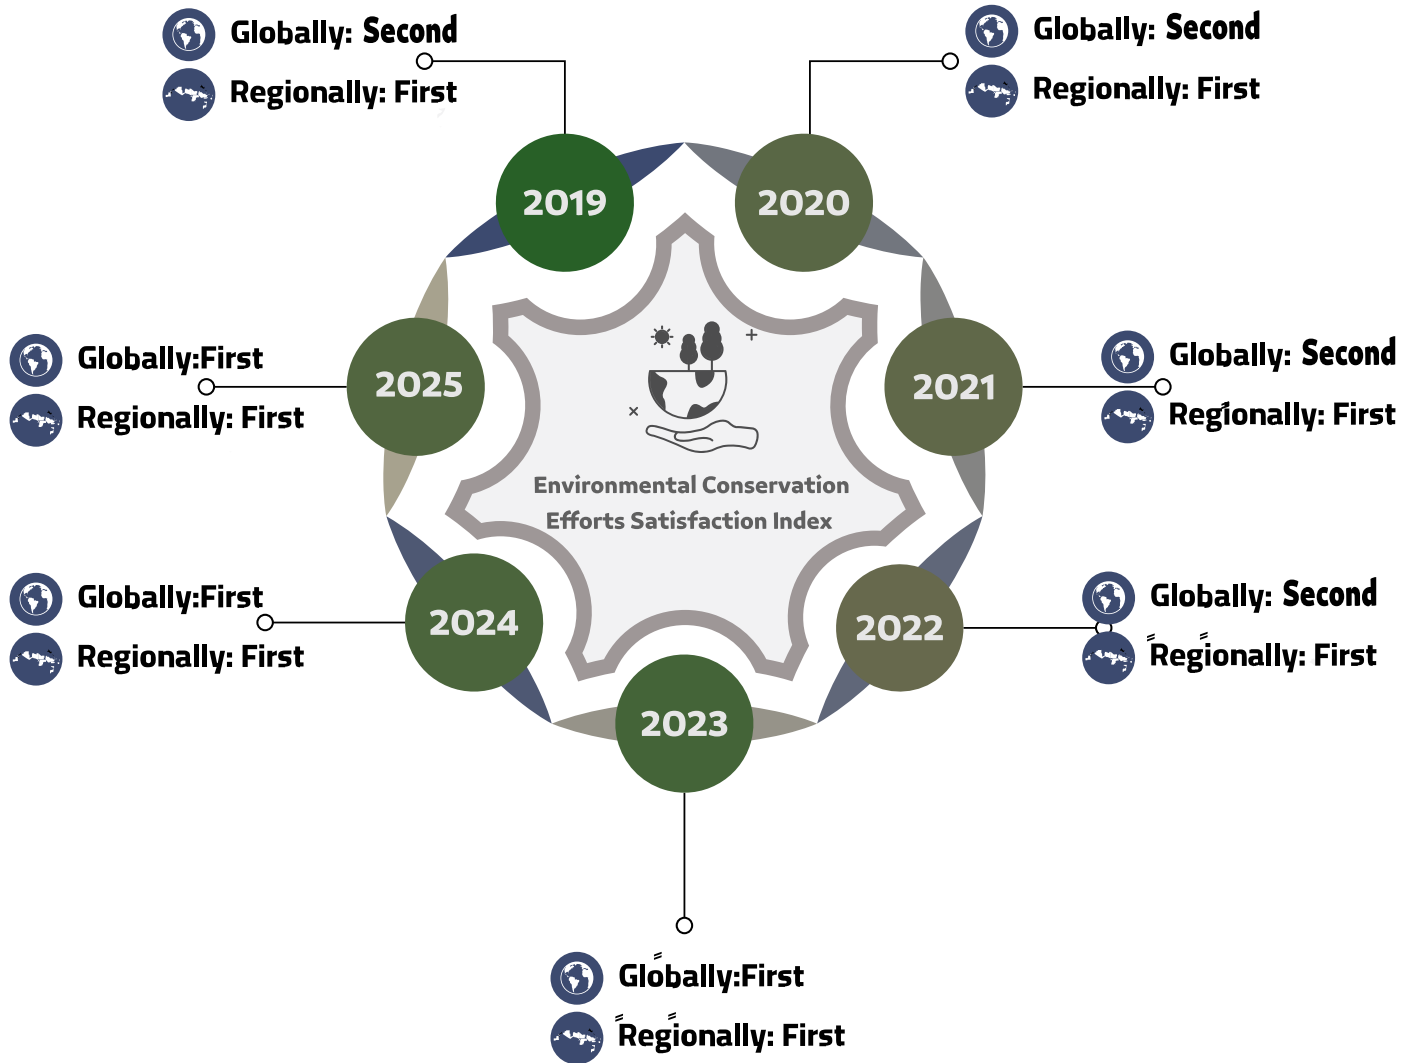 Globally: Second
Regionally: First
2019
Globally: Second
Regionally: First
2020
Globally: Second
Regionally: First
2021
Globally: Second
Regionally: First
2022
2023
Globally:First
Regionally: First
Globally:First
Regionally: First
2024
Globally:First
Regionally: First
2025
Environmental Conservation
Efforts Satisfaction Index